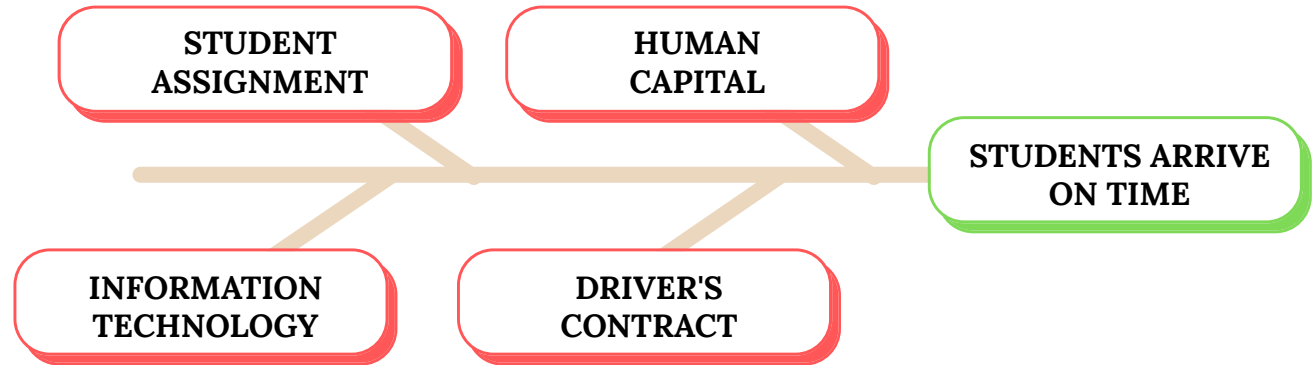 STUDENT
ASSIGNMENT
HUMAN
CAPITAL
STUDENTS ARRIVE
ON TIME
INFORMATION
TECHNOLOGY
DRIVER'S
CONTRACT